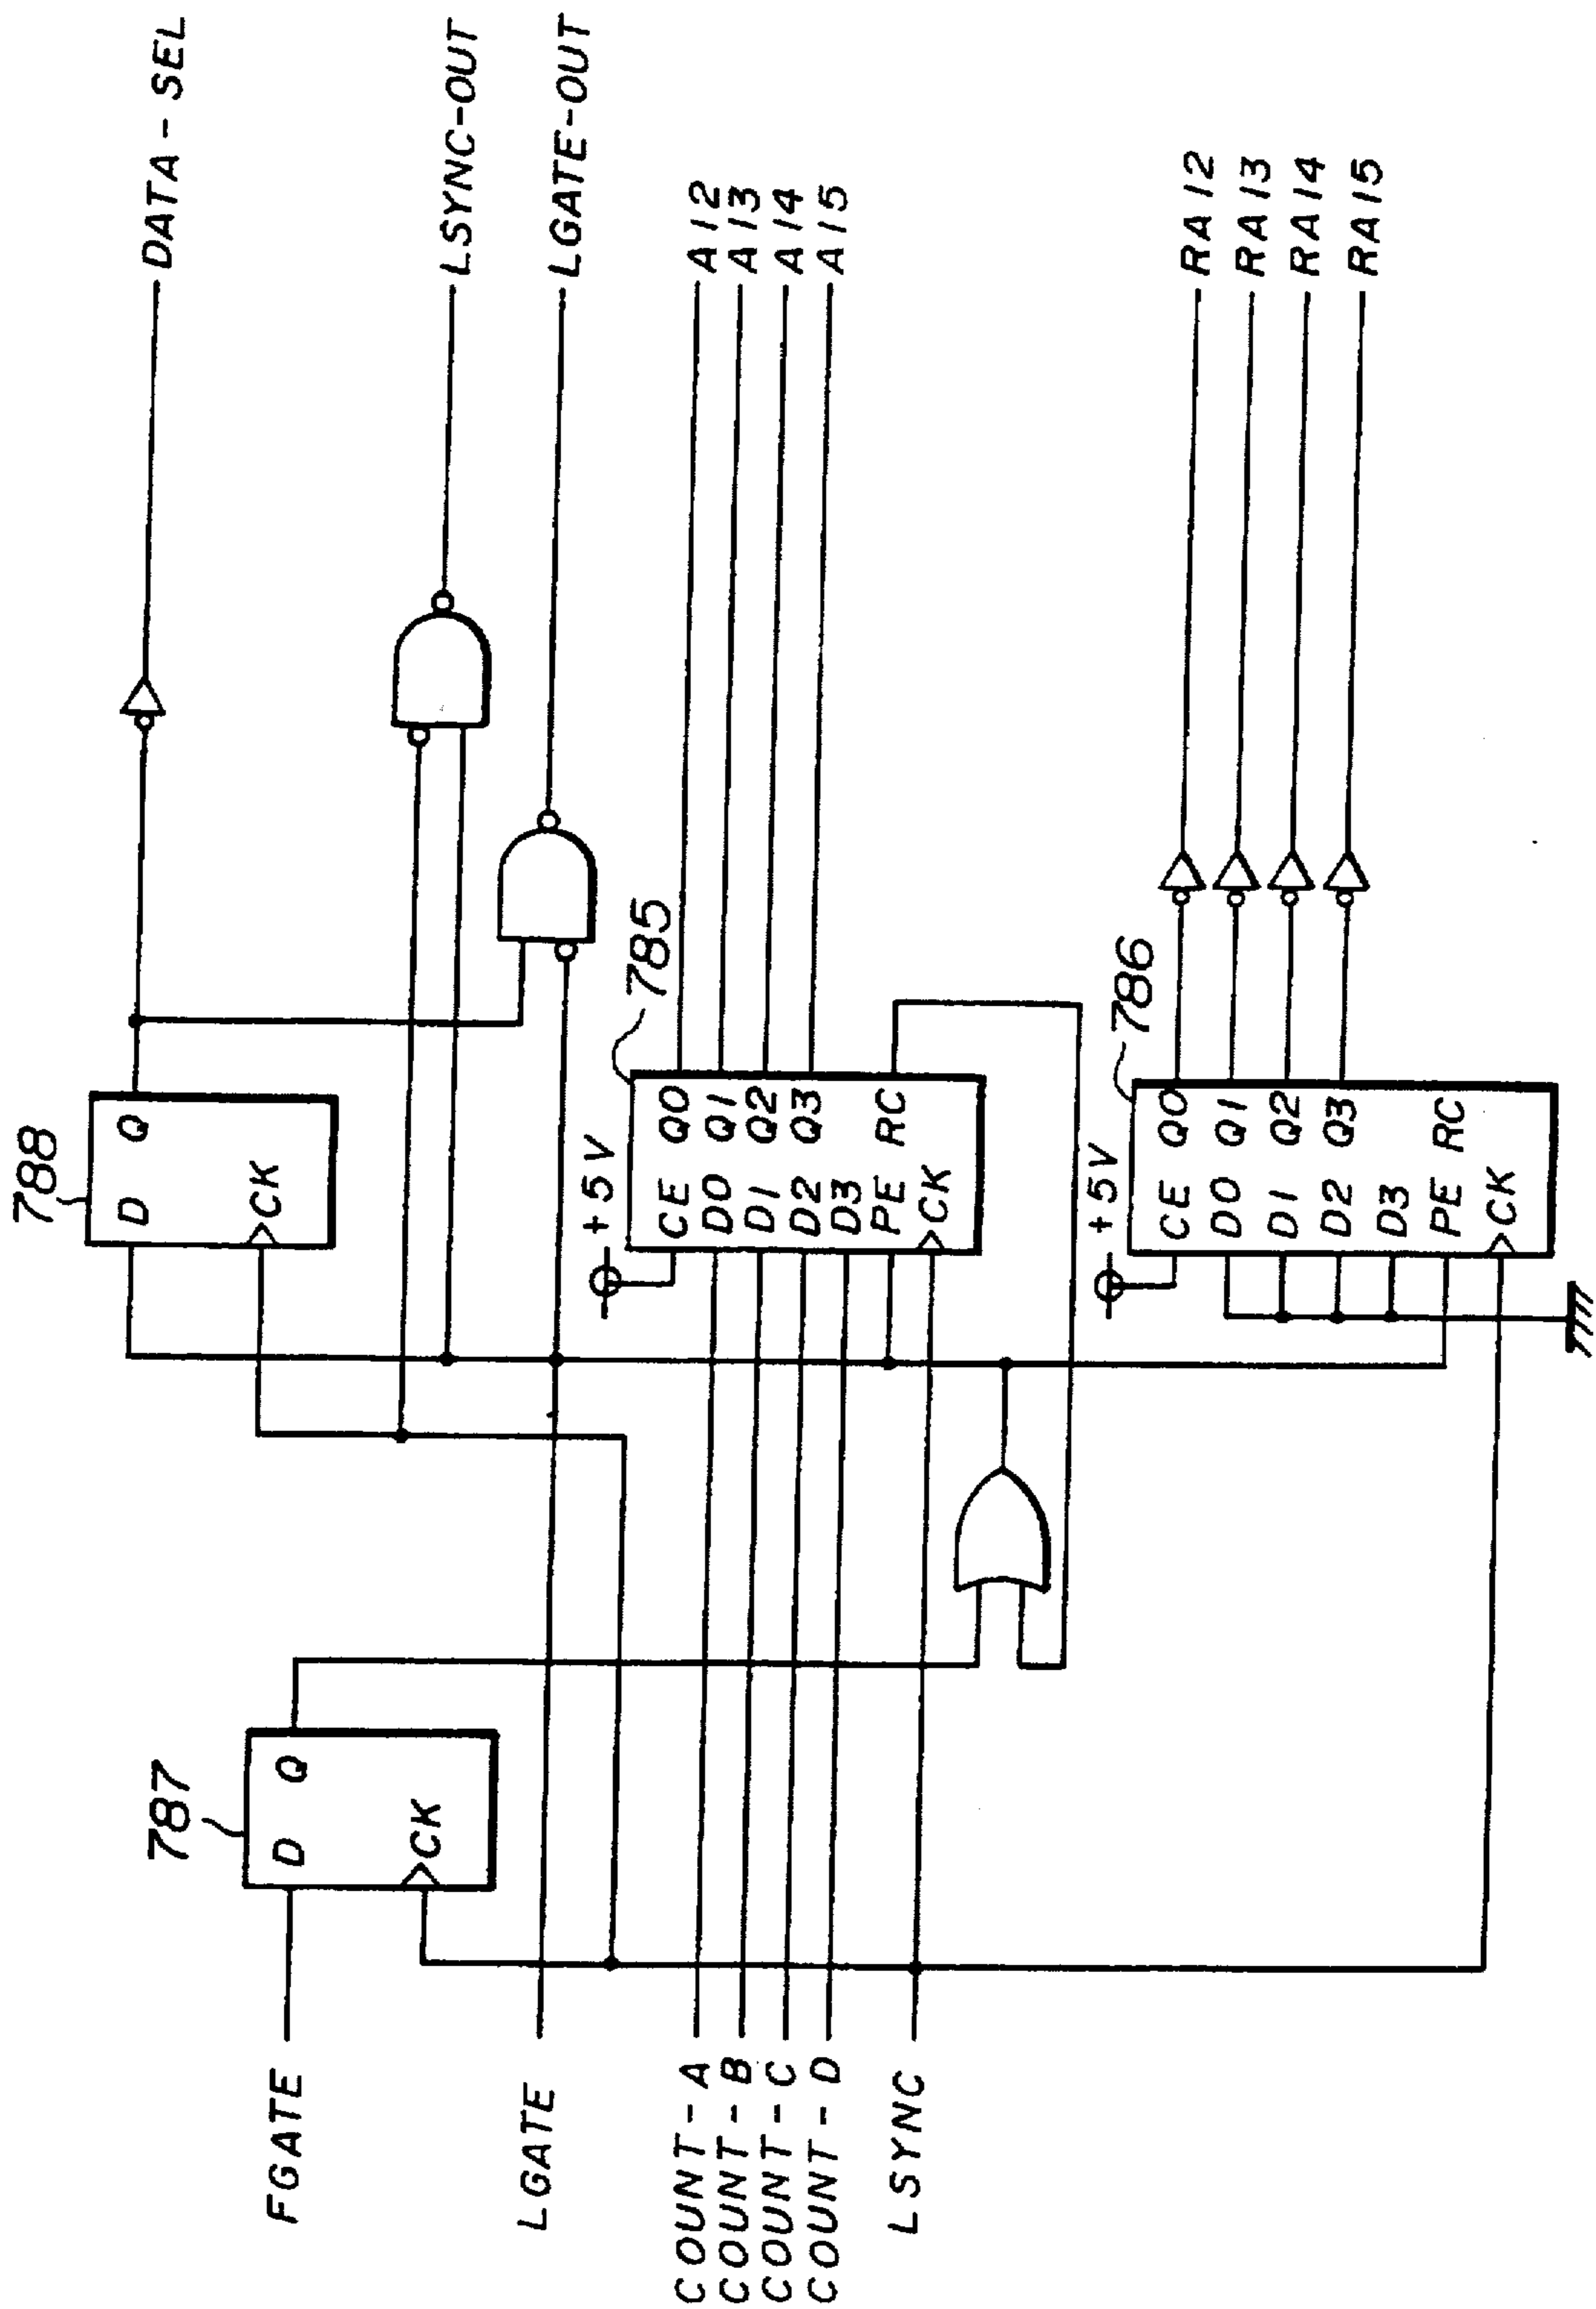 FGATE
LGATE
COUNT-A
COUNT-B
COUNT-C
COUNT-D
LSYNC
787
D Q
CK
788
D Q
CK
+5V
785
CE Q0
D0 Q1
D1 Q2
D2 Q3
D3
PE RC
CK
+5V
786
CE Q0
D0 Q1
D1 Q2
D2 Q3
D3
PE RC
CK
DATA-SEL
LSYNC-OUT
LGATE-OUT
A12
A13
A14
A15
RA12
RA13
RA14
RA15